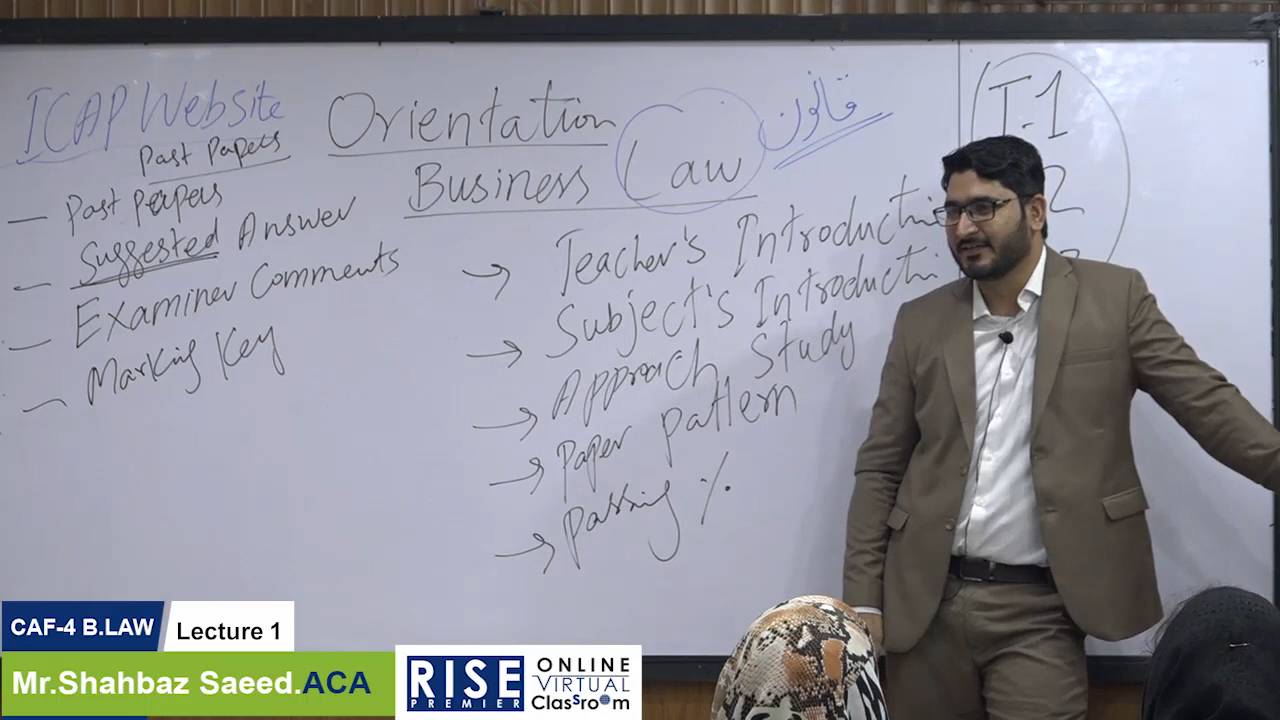 ICAP Website
Past Papers
— Past Papers
— Suggested Answer
— Examiner Comments
— Marking Key
Orientation
Business Law قانون
→ Teacher's Introducti
→ Subject's Introducti
→ Approach Study
→ Paper pattern
→ Passing %
T-1
2
CAF-4 B.LAW
Lecture 1
Mr.Shahbaz Saeed.ACA
RISE
PREMIER
ONLINE
VIRTUAL
ClassrooM